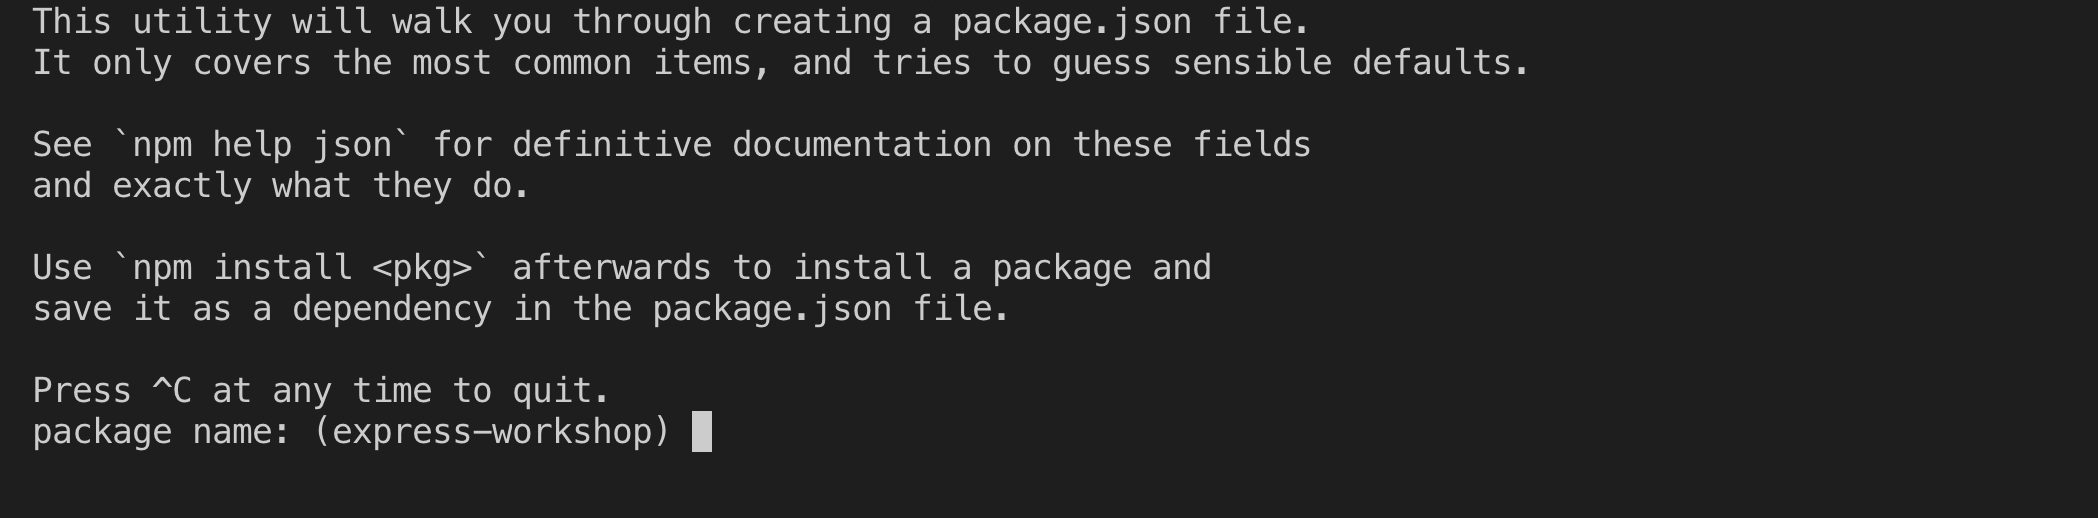 This utility will walk you through creating a package.json file.
It only covers the most common items, and tries to guess sensible defaults.
See `npm help json` for definitive documentation on these fields
and exactly what they do.
Use `npm install <pkg>` afterwards to install a package and
save it as a dependency in the package.json file.
Press ^C at any time to quit.
package name: (express-workshop)